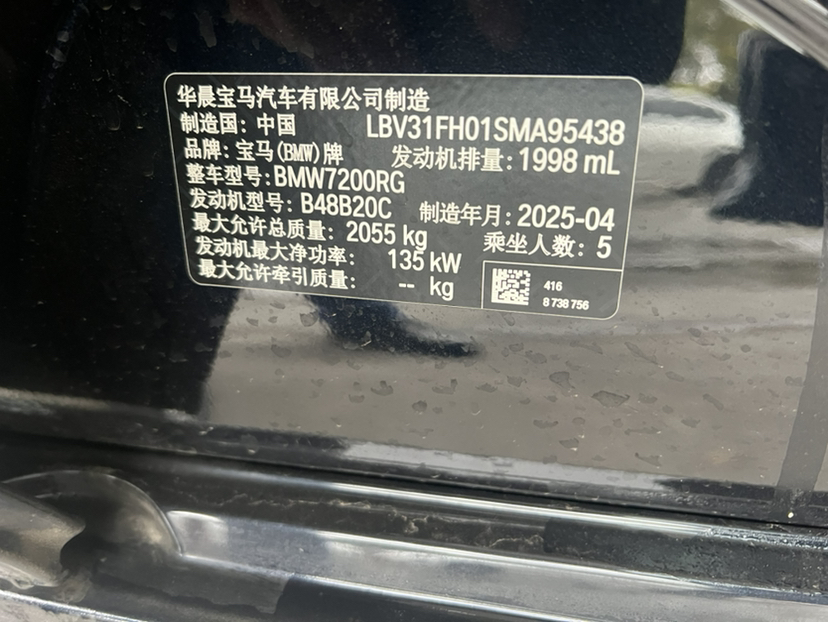 华晨宝马汽车有限公司制造
制造国: 中国 LBV31FH01SMA95438
品牌: 宝马(BMW)牌 发动机排量: 1998 mL
整车型号: BMW7200RG
发动机型号: B48B20C 制造年月: 2025-04
最大允许总质量: 2055 kg 乘坐人数: 5
发动机最大净功率: 135 kW
最大允许牵引质量: -- kg
416
8 738 756